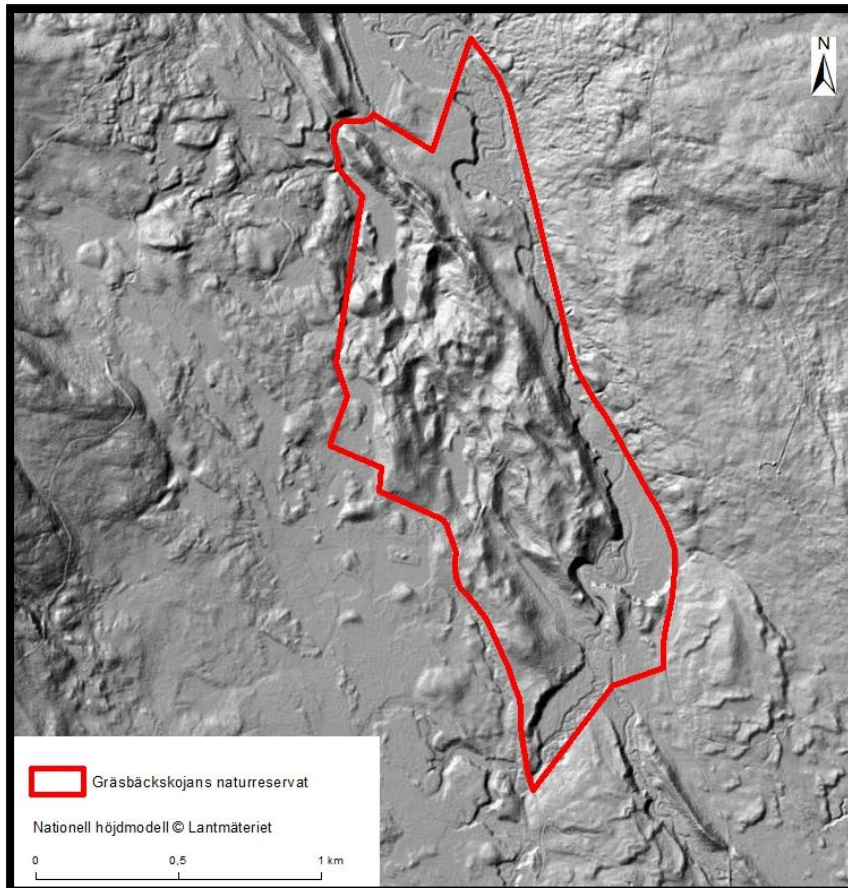 N
Gräsbäckskojans naturreservat
Nationell höjdmodell © Lantmäteriet
0 0,5 1 km